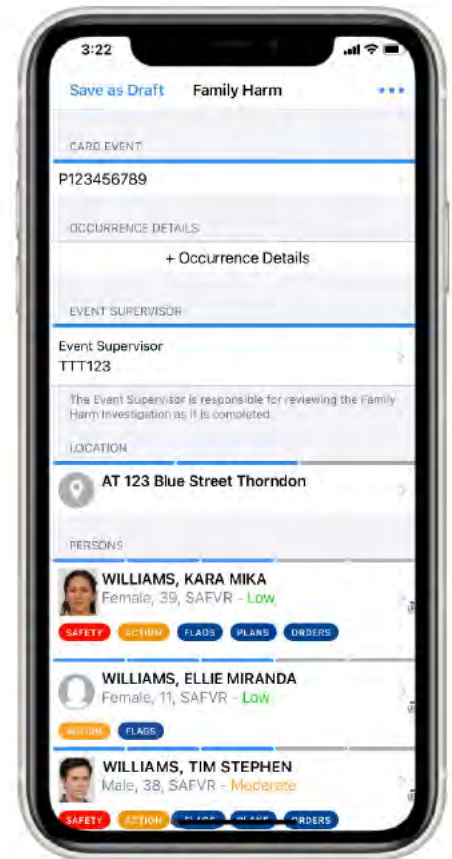 3:22
Save as Draft Family Harm
CARD EVENT
P123456789
OCCURRENCE DETAILS
+ Occurrence Details
EVENT SUPERVISOR
Event Supervisor
TTT123
The Event Supervisor is responsible for reviewing the Family
Harm Investigation as it is completed
LOCATION
AT 123 Blue Street Thorndon
PERSONS
WILLIAMS, KARA MIKA
Female, 39, SAFVR - Low
SAFETY ACTION FLAGS PLANS ORDERS
WILLIAMS, ELLIE MIRANDA
Female, 11, SAFVR - Low
ACTION FLAGS
WILLIAMS, TIM STEPHEN
Male, 38, SAFVR - Moderate
SAFETY ACTION FLAGS PLANS ORDERS